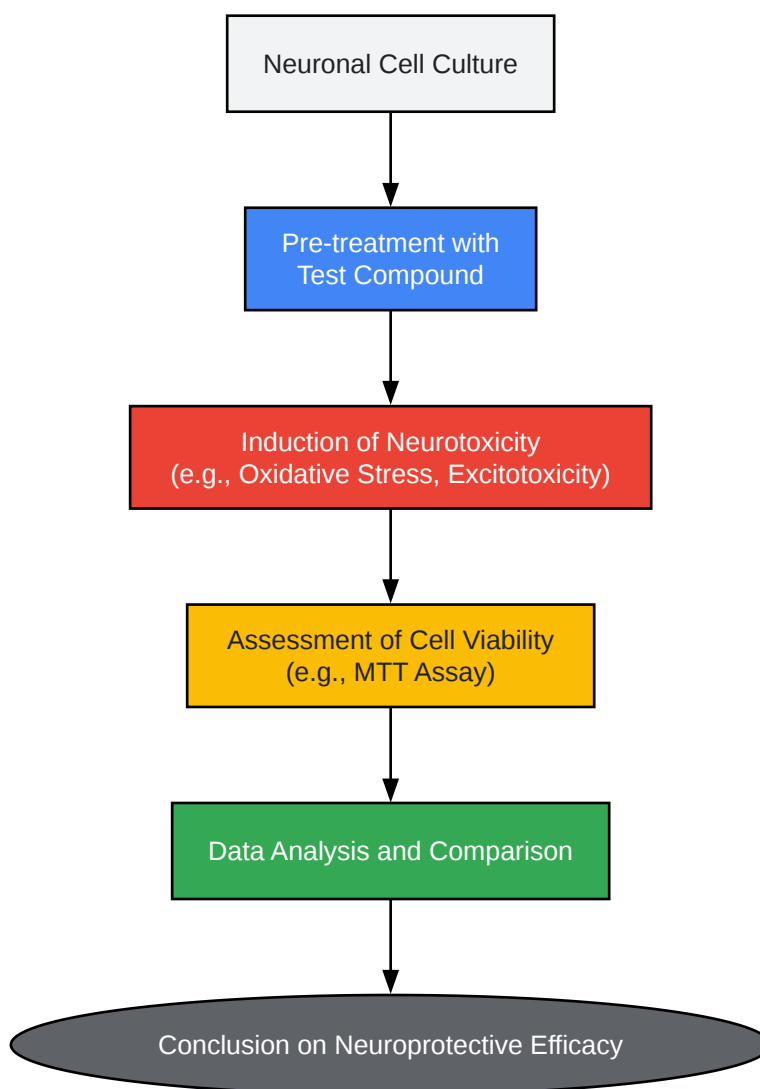 Neuronal Cell Culture
Pre-treatment with
Test Compound
Induction of Neurotoxicity
(e.g., Oxidative Stress, Excitotoxicity)
Assessment of Cell Viability
(e.g., MTT Assay)
Data Analysis and Comparison
Conclusion on Neuroprotective Efficacy